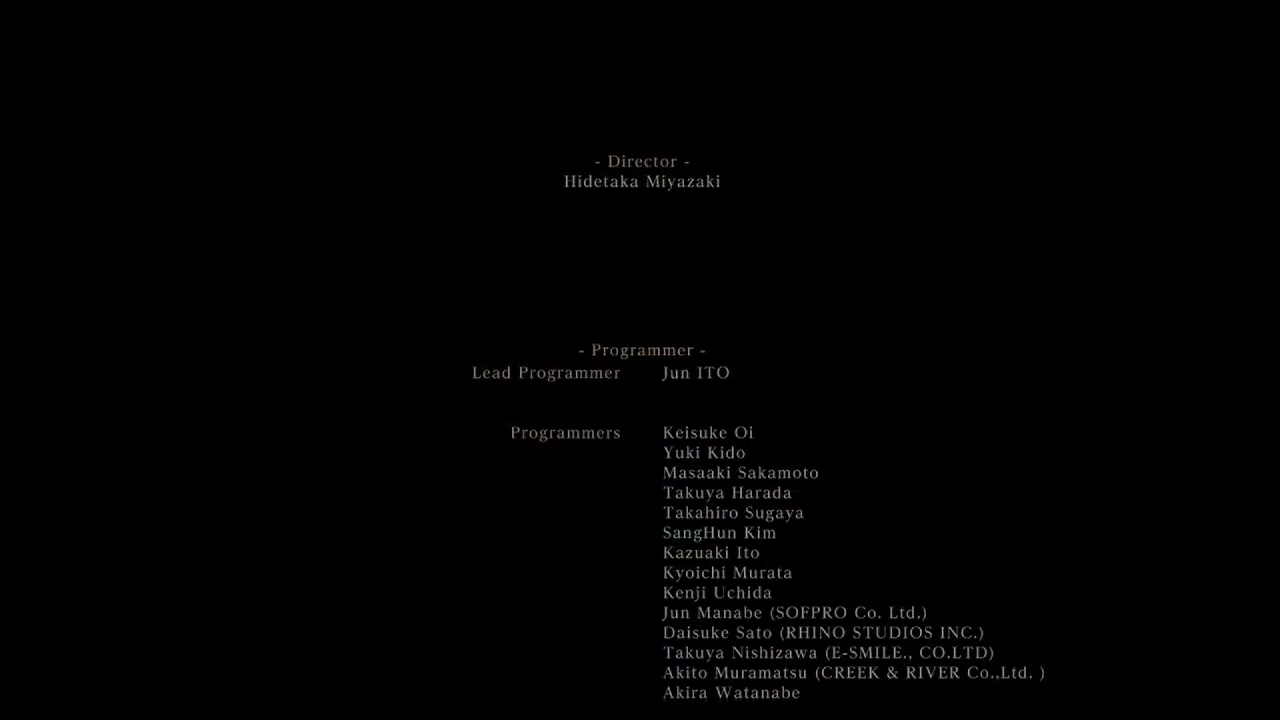 - Director -
Hidetaka Miyazaki
- Programmer -
Lead Programmer Jun ITO
Programmers Keisuke Oi
Yuki Kido
Masaaki Sakamoto
Takuya Harada
Takahiro Sugaya
SangHun Kim
Kazuaki Ito
Kyoichi Murata
Kenji Uchida
Jun Manabe (SOFPRO Co. Ltd.)
Daisuke Sato (RHINO STUDIOS INC.)
Takuya Nishizawa (E-SMILE., CO.LTD)
Akito Muramatsu (CREEK & RIVER Co.,Ltd. )
Akira Watanabe